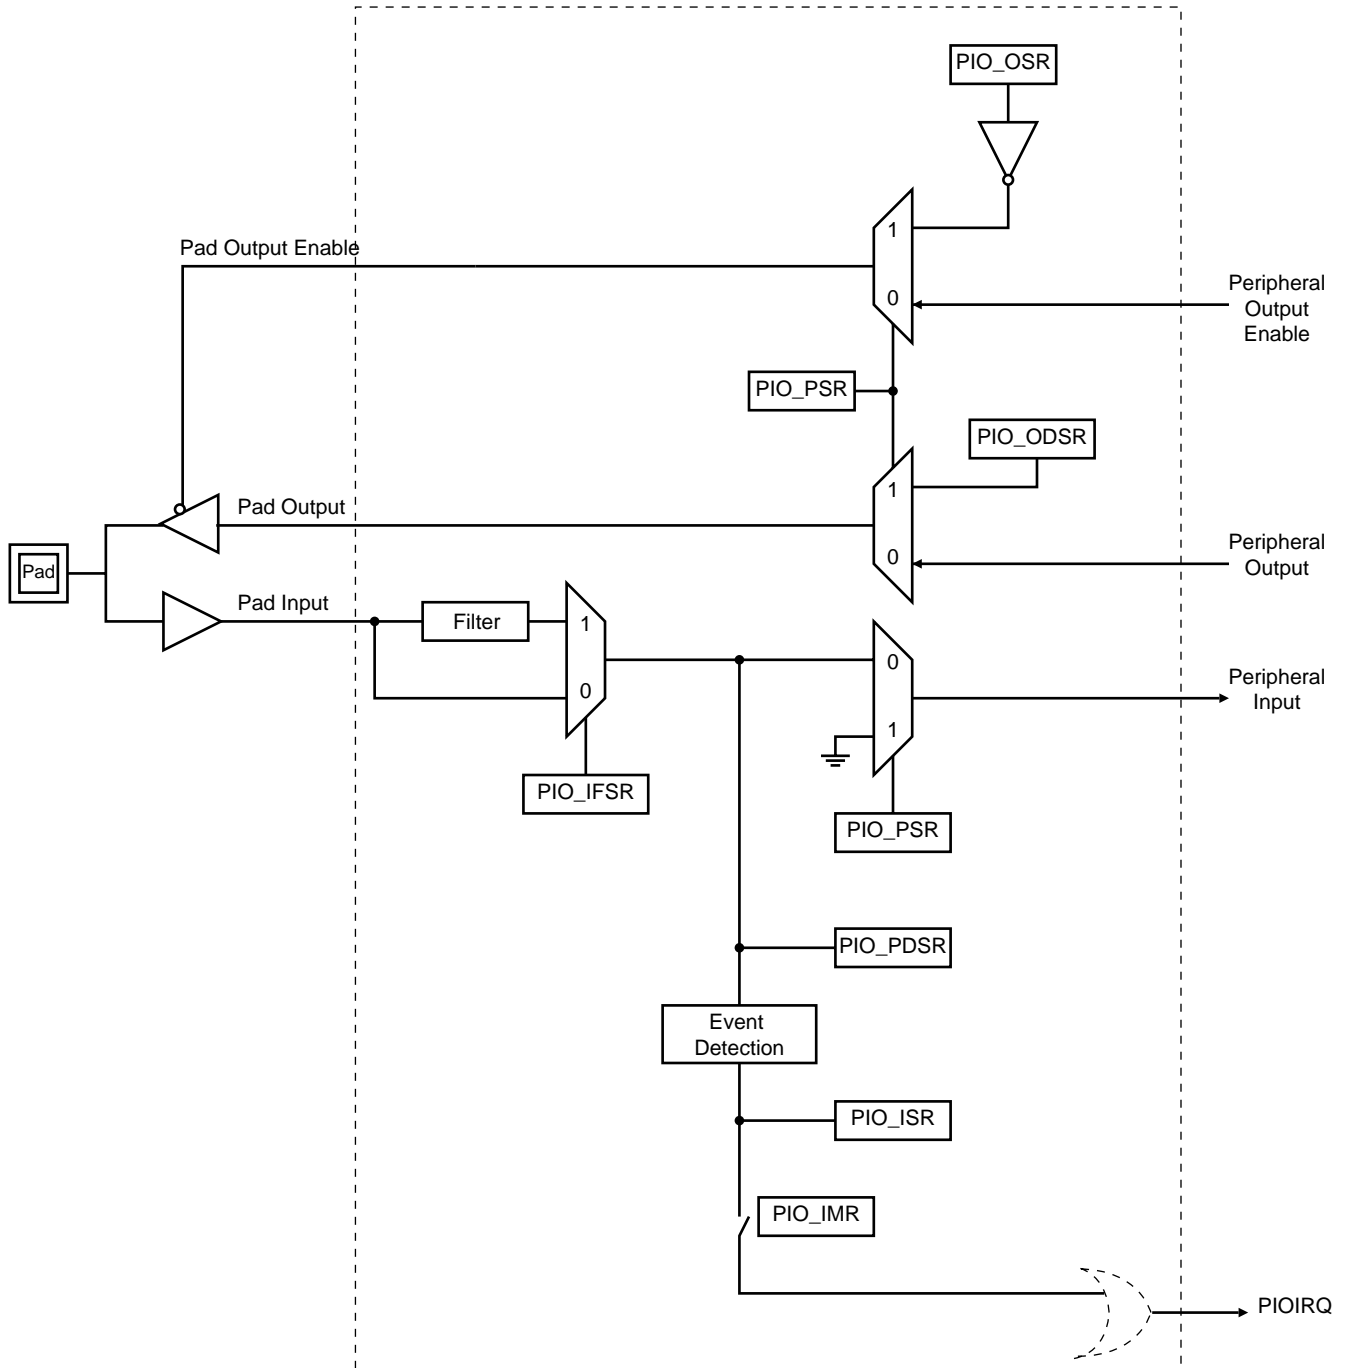 PIO_OSR
1
Pad Output Enable
0
Peripheral
Output
Enable
PIO_PSR
PIO_ODSR
1
Pad Output
0
Peripheral
Output
Pad
Pad Input
Filter
1
0
0
1
Peripheral
Input
PIO_IFSR
PIO_PSR
PIO_PDSR
Event
Detection
PIO_ISR
PIO_IMR
PIOIRQ